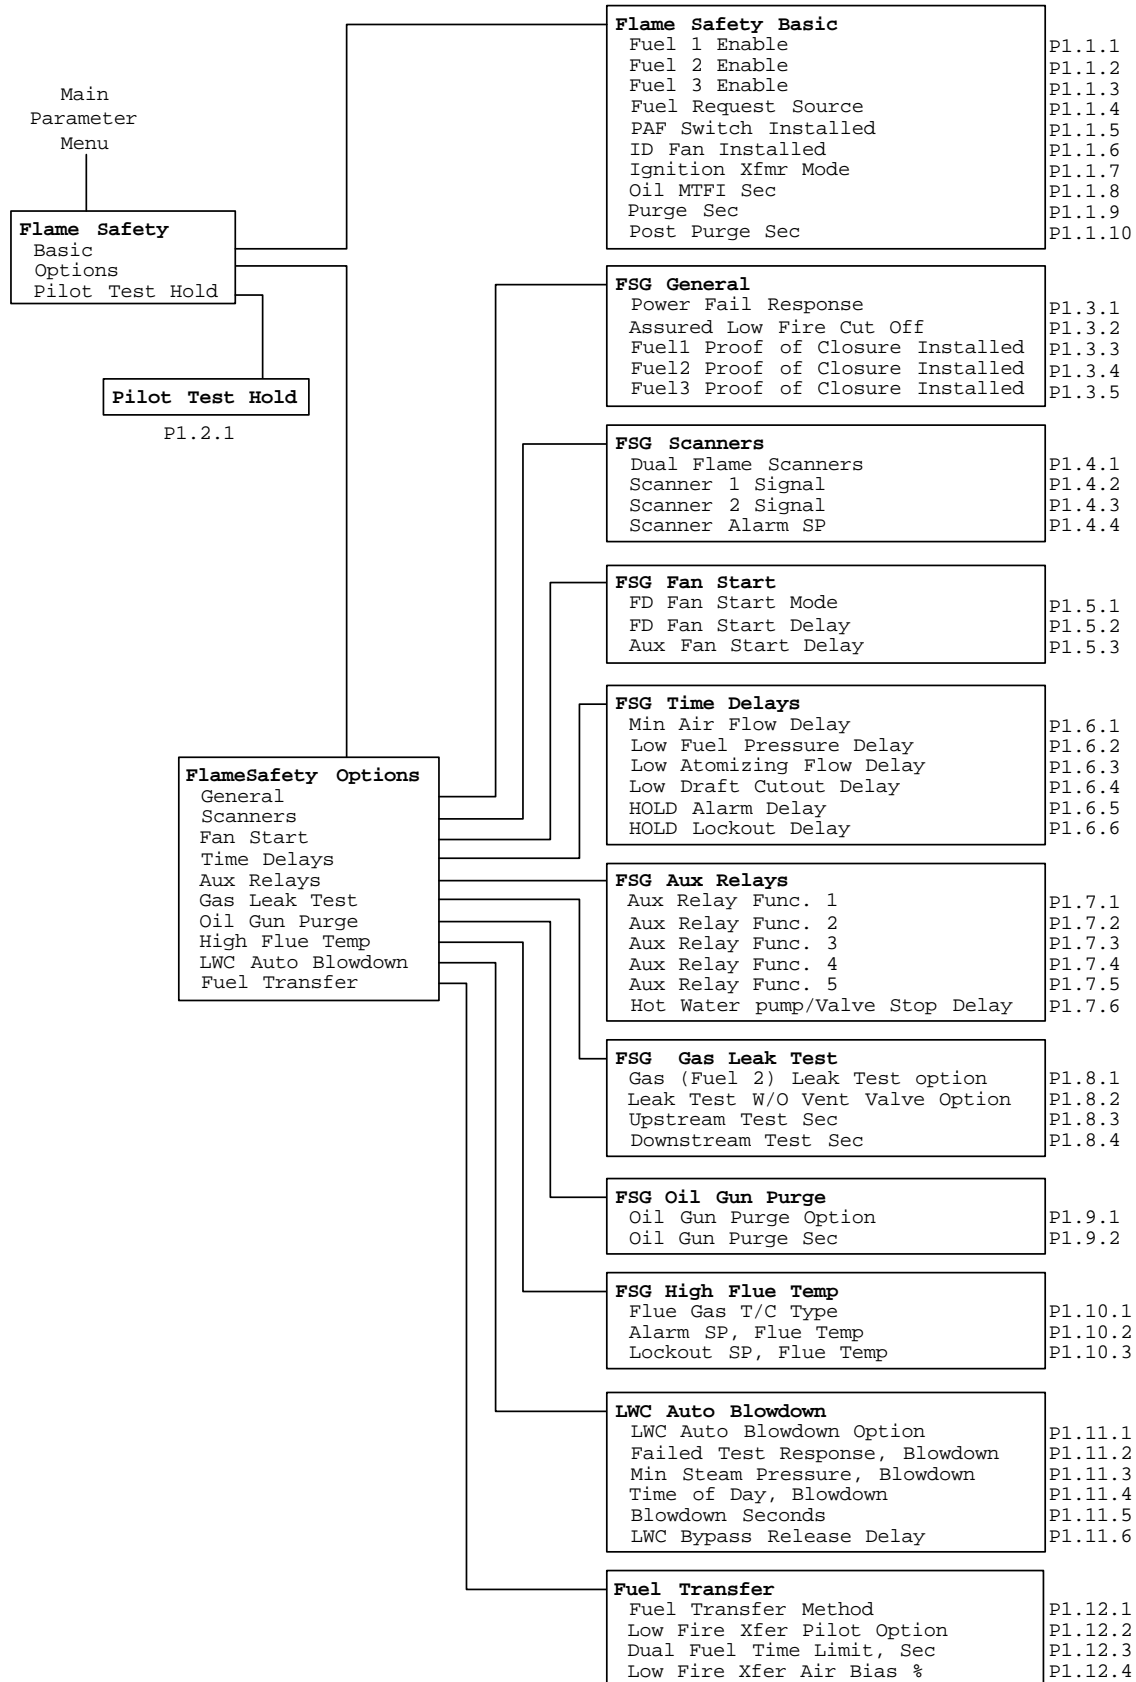 Main
Parameter
Menu
Flame Safety
Basic
Options
Pilot Test Hold
Pilot Test Hold
P1.2.1
FlameSafety Options
General
Scanners
Fan Start
Time Delays
Aux Relays
Gas Leak Test
Oil Gun Purge
High Flue Temp
LWC Auto Blowdown
Fuel Transfer
Flame Safety Basic
Fuel 1 Enable P1.1.1
Fuel 2 Enable P1.1.2
Fuel 3 Enable P1.1.3
Fuel Request Source P1.1.4
PAF Switch Installed P1.1.5
ID Fan Installed P1.1.6
Ignition Xfmr Mode P1.1.7
Oil MTFI Sec P1.1.8
Purge Sec P1.1.9
Post Purge Sec P1.1.10
FSG General
Power Fail Response P1.3.1
Assured Low Fire Cut Off P1.3.2
Fuel1 Proof of Closure Installed P1.3.3
Fuel2 Proof of Closure Installed P1.3.4
Fuel3 Proof of Closure Installed P1.3.5
FSG Scanners
Dual Flame Scanners P1.4.1
Scanner 1 Signal P1.4.2
Scanner 2 Signal P1.4.3
Scanner Alarm SP P1.4.4
FSG Fan Start
FD Fan Start Mode P1.5.1
FD Fan Start Delay P1.5.2
Aux Fan Start Delay P1.5.3
FSG Time Delays
Min Air Flow Delay P1.6.1
Low Fuel Pressure Delay P1.6.2
Low Atomizing Flow Delay P1.6.3
Low Draft Cutout Delay P1.6.4
HOLD Alarm Delay P1.6.5
HOLD Lockout Delay P1.6.6
FSG Aux Relays
Aux Relay Func. 1 P1.7.1
Aux Relay Func. 2 P1.7.2
Aux Relay Func. 3 P1.7.3
Aux Relay Func. 4 P1.7.4
Aux Relay Func. 5 P1.7.5
Hot Water pump/Valve Stop Delay P1.7.6
FSG Gas Leak Test
Gas (Fuel 2) Leak Test option P1.8.1
Leak Test W/O Vent Valve Option P1.8.2
Upstream Test Sec P1.8.3
Downstream Test Sec P1.8.4
FSG Oil Gun Purge
Oil Gun Purge Option P1.9.1
Oil Gun Purge Sec P1.9.2
FSG High Flue Temp
Flue Gas T/C Type P1.10.1
Alarm SP, Flue Temp P1.10.2
Lockout SP, Flue Temp P1.10.3
LWC Auto Blowdown
LWC Auto Blowdown Option P1.11.1
Failed Test Response, Blowdown P1.11.2
Min Steam Pressure, Blowdown P1.11.3
Time of Day, Blowdown P1.11.4
Blowdown Seconds P1.11.5
LWC Bypass Release Delay P1.11.6
Fuel Transfer
Fuel Transfer Method P1.12.1
Low Fire Xfer Pilot Option P1.12.2
Dual Fuel Time Limit, Sec P1.12.3
Low Fire Xfer Air Bias % P1.12.4